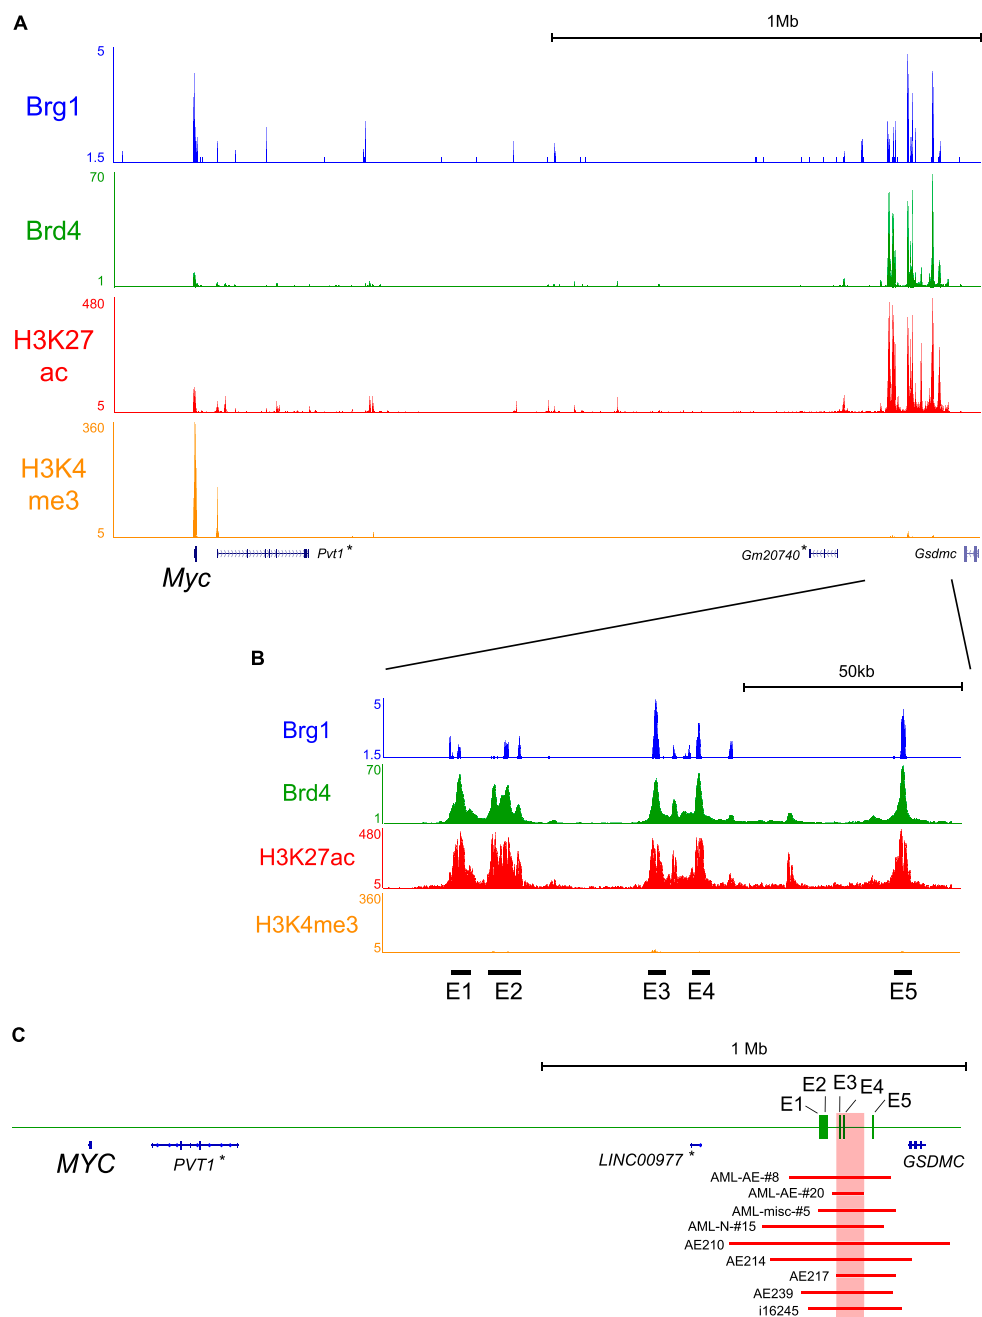 A
1Mb
5
Brg1
1.5
70
Brd4
1
480
H3K27
ac
5
360
H3K4
me3
5
Pvt1 *
Gm20740 *
Gsdmc
Myc
B
50kb
5
Brg1
1.5
70
Brd4
1
480
H3K27ac
5
360
H3K4me3
5
E1 E2 E3 E4 E5
C
1 Mb
E1 E2 E3 E4 E5
MYC
PVT1 *
LINC00977 *
GSDMC
AML-AE-#8
AML-AE-#20
AML-misc-#5
AML-N-#15
AE210
AE214
AE217
AE239
i16245